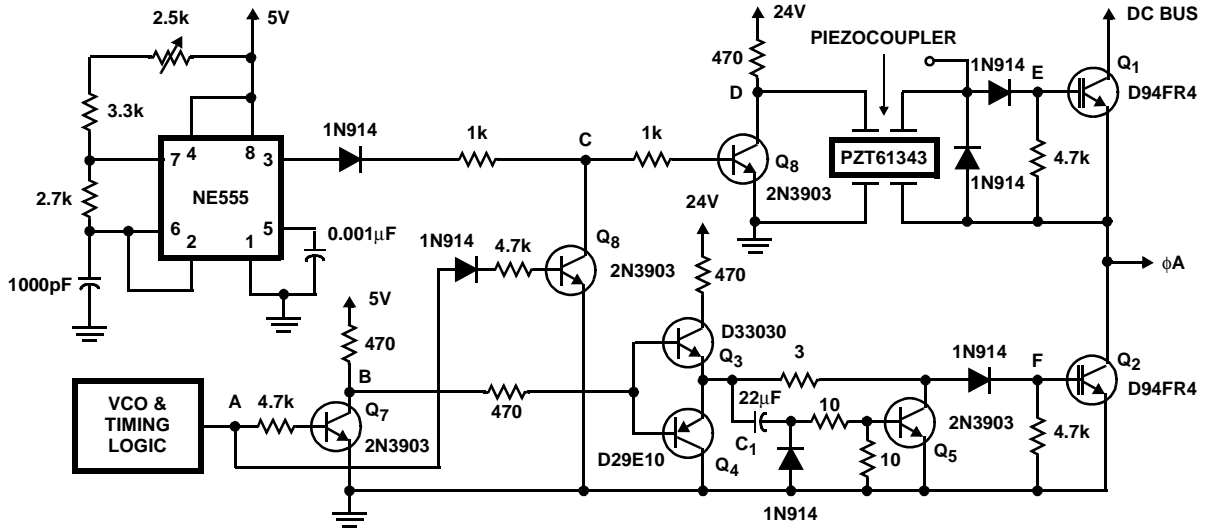 2.5k
5V
3.3k
2.7k
1000pF
7
4
8
3
NE555
6
2
1
5
0.001μF
1N914
1k
C
1k
24V
470
D
Q8
2N3903
PIEZOCOUPLER
PZT61343
1N914
1N914
E
4.7k
DC BUS
Q1
D94FR4
φA
1N914
4.7k
Q8
2N3903
24V
470
5V
470
B
470
D33030
Q3
D29E10
Q4
3
22μF
C1
10
10
1N914
Q5
2N3903
1N914
F
4.7k
Q2
D94FR4
VCO &
TIMING
LOGIC
A
4.7k
Q7
2N3903